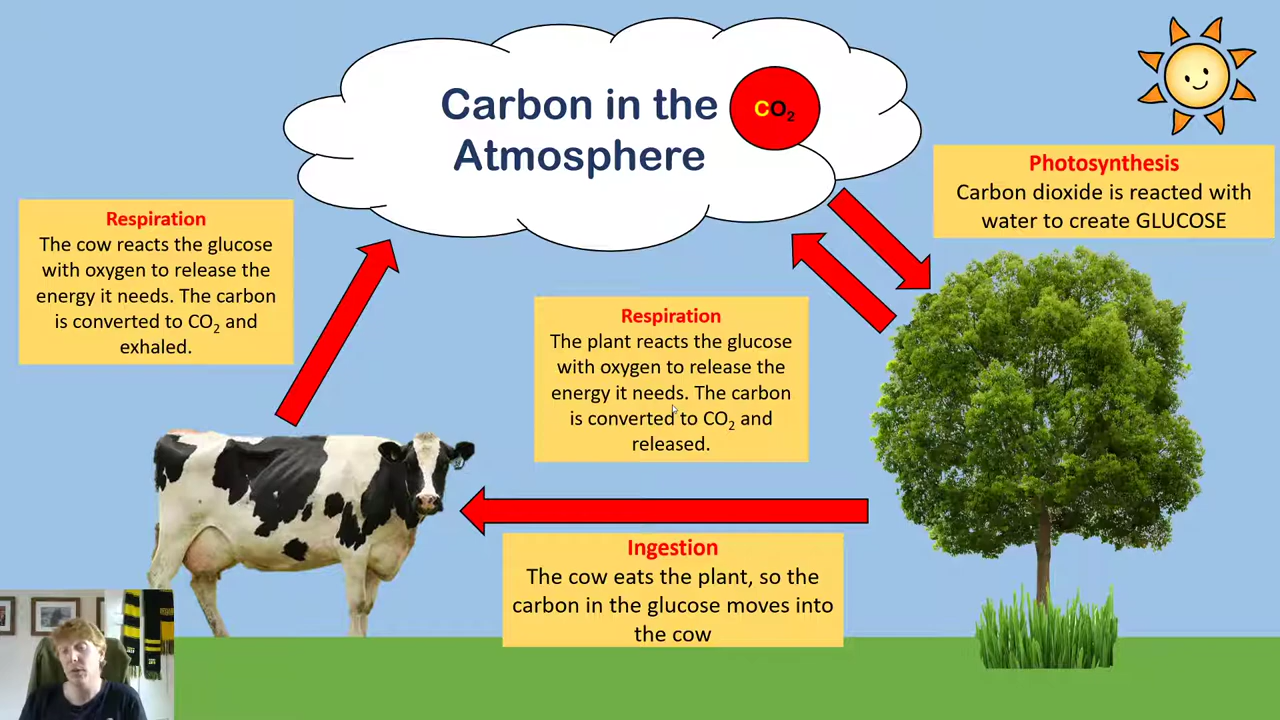 Carbon in the
Atmosphere
CO₂
Photosynthesis
Carbon dioxide is reacted with
water to create GLUCOSE
Respiration
The cow reacts the glucose
with oxygen to release the
energy it needs. The carbon
is converted to CO₂ and
exhaled.
Respiration
The plant reacts the glucose
with oxygen to release the
energy it needs. The carbon
is converted to CO₂ and
released.
Ingestion
The cow eats the plant, so the
carbon in the glucose moves into
the cow